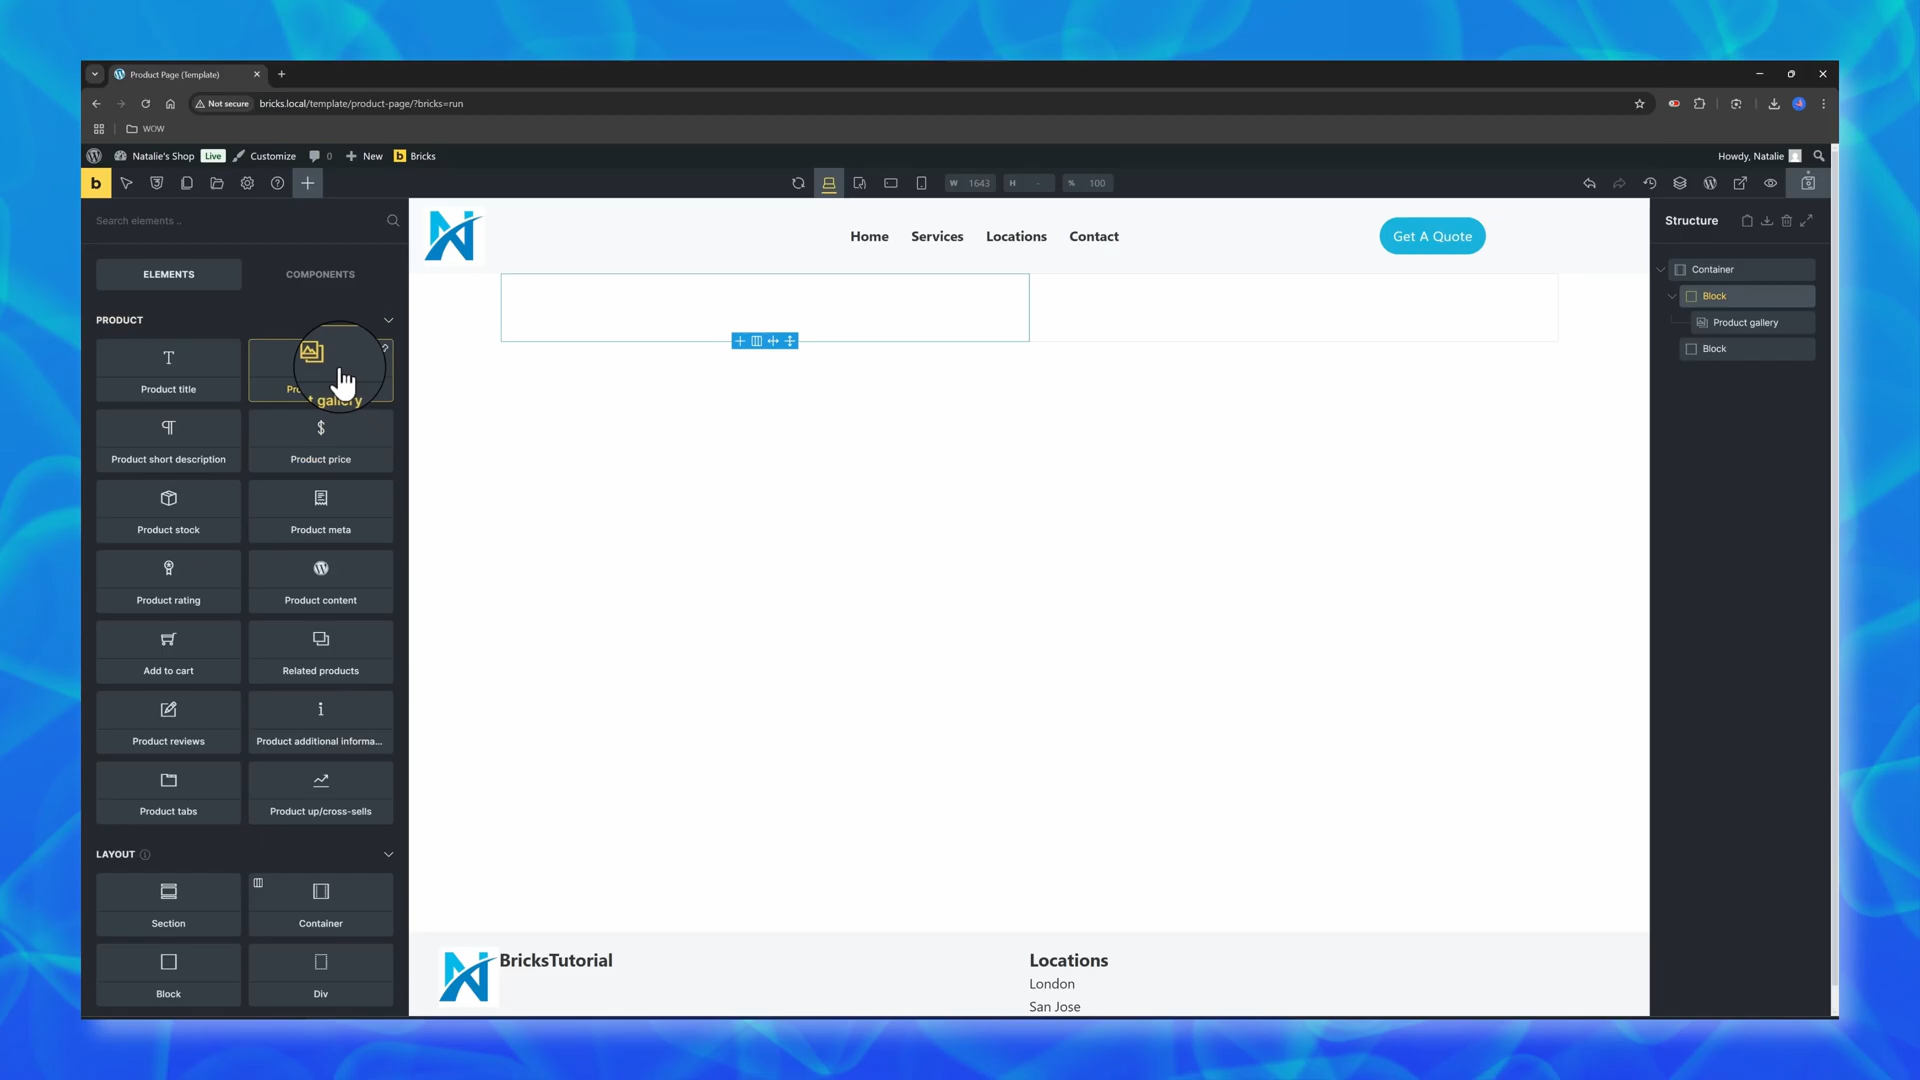 Product Page (Template)
Not secure
bricks.local/template/product-page/?bricks=run
WOW
Natalie's Shop
Live
Customize
0
New
b Bricks
Howdy, Natalie
b
W 1643
H -
% 100
Search elements ..
ELEMENTS
COMPONENTS
PRODUCT
Product title
Pro
t gallery
Product short description
Product price
Product stock
Product meta
Product rating
Product content
Add to cart
Related products
Product reviews
Product additional informa...
Product tabs
Product up/cross-sells
LAYOUT
Section
Container
Block
Div
Home
Services
Locations
Contact
Get A Quote
Structure
Container
Block
Product gallery
Block
BricksTutorial
Locations
London
San Jose